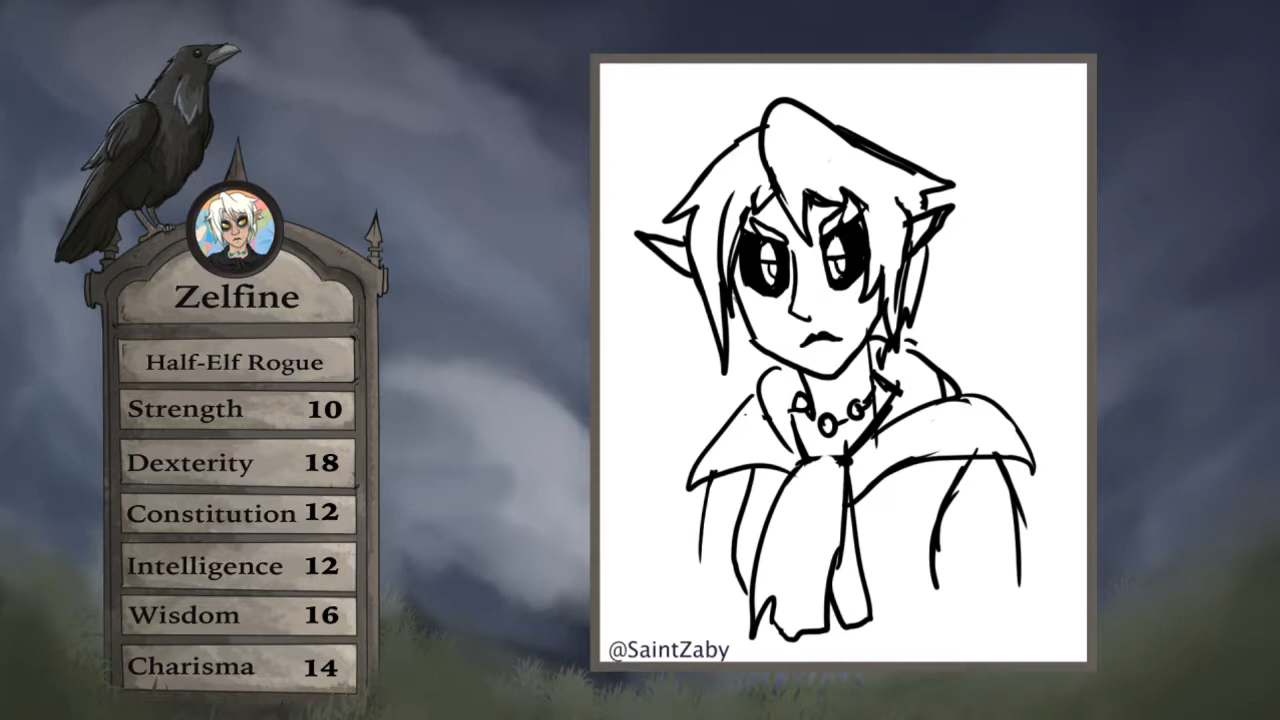 Zelfine
Half-Elf Rogue
Strength 10
Dexterity 18
Constitution 12
Intelligence 12
Wisdom 16
Charisma 14
@SaintZaby